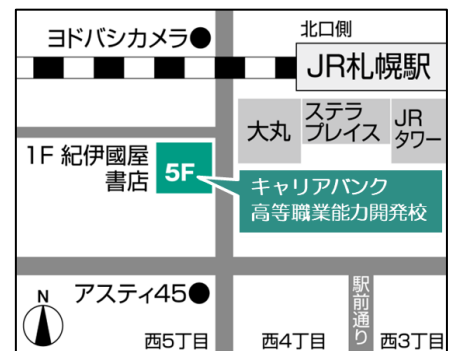 ヨドバシカメラ●
北口側
JR札幌駅
大丸
ステラ
プレイス
JR
タワー
1F 紀伊國屋
書店
5F
キャリアバンク
高等職業能力開発校
N
アスティ45●
駅前通り
西5丁目
西4丁目
西3丁目